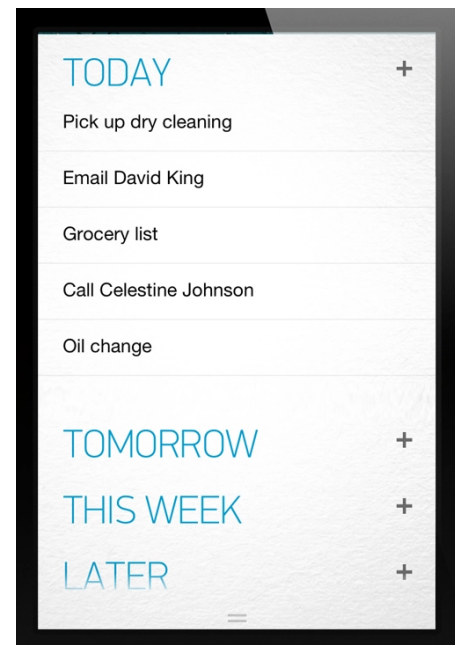 TODAY
Pick up dry cleaning
Email David King
Grocery list
Call Celestine Johnson
Oil change
TOMORROW
THIS WEEK
LATER